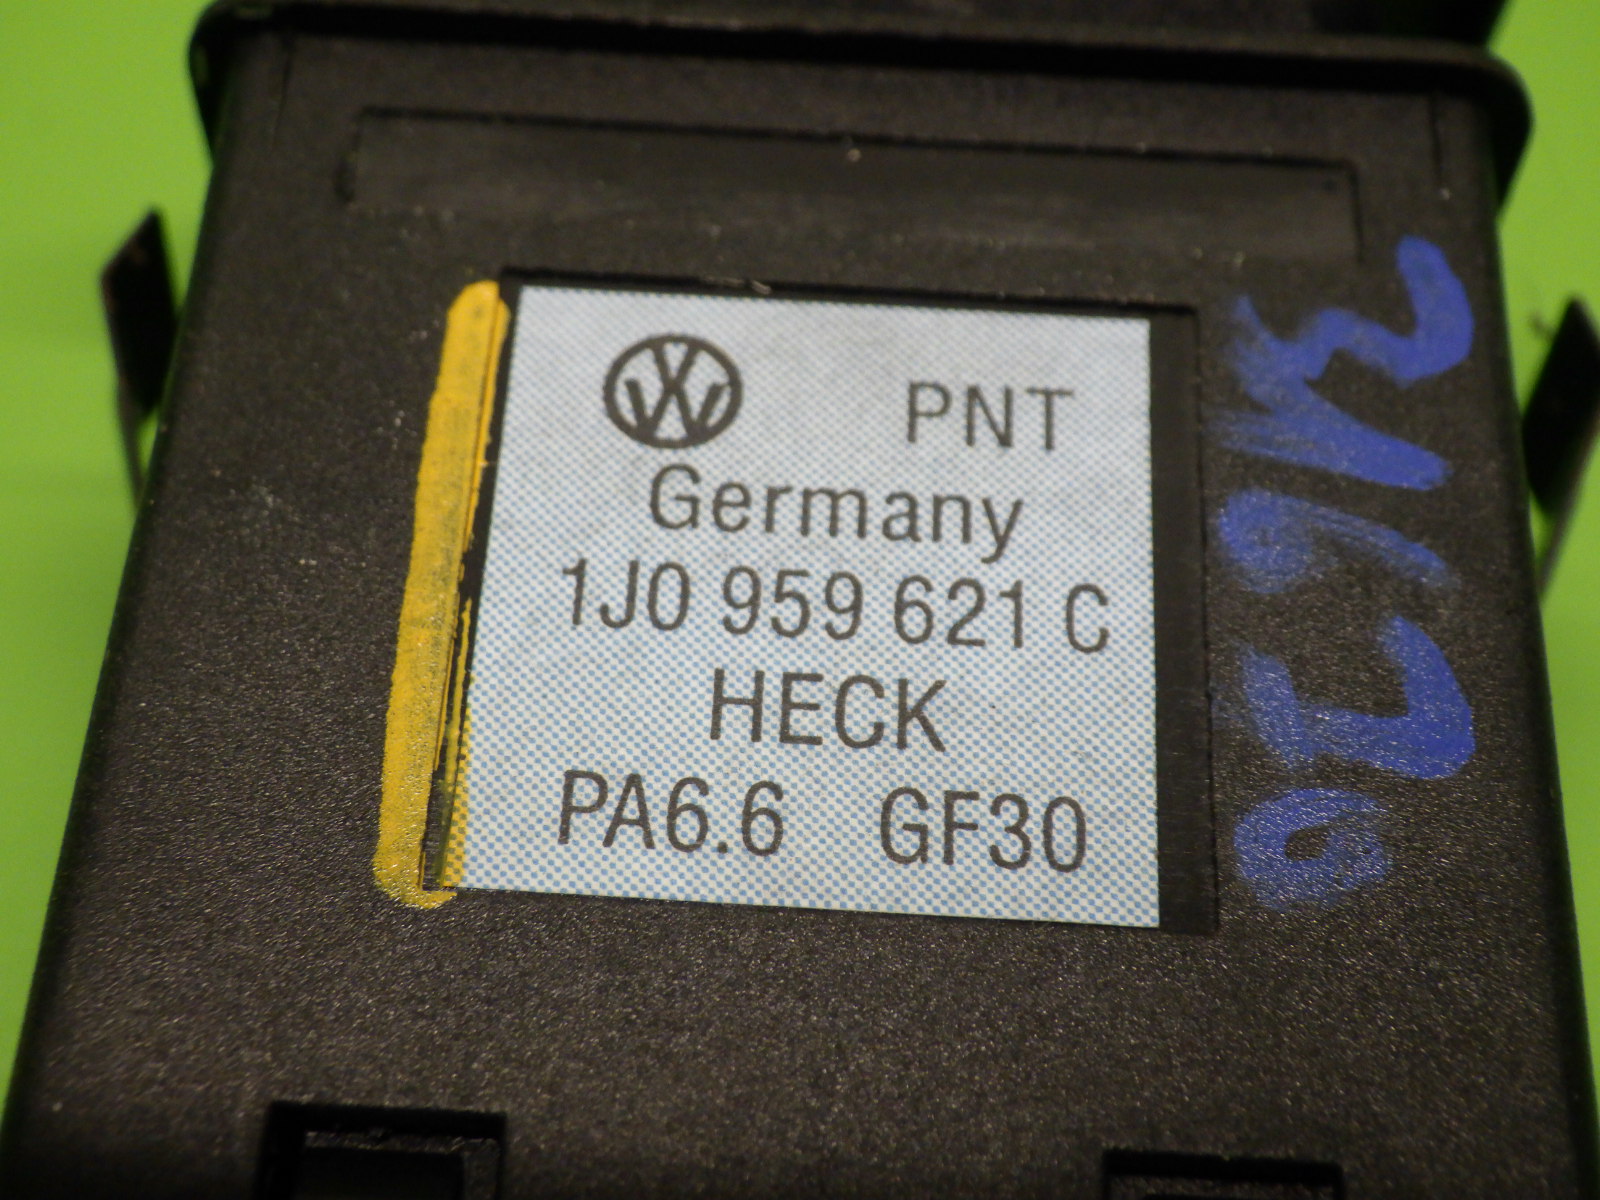 PNT
Germany
1J0 959 621 C
HECK
PA6.6 GF30